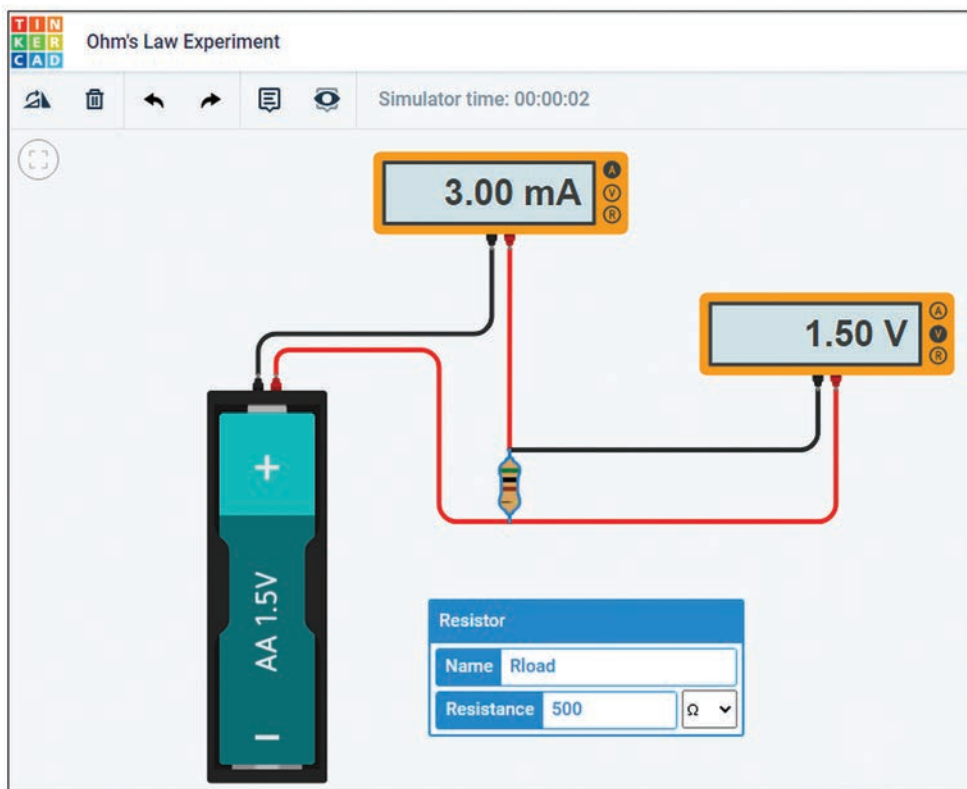 TIN
KER
CAD
Ohm's Law Experiment
Simulator time: 00:00:02
3.00 mA
A
V
R
1.50 V
A
V
R
+
AA 1.5V
−
Resistor
Name Rload
Resistance 500 Ω